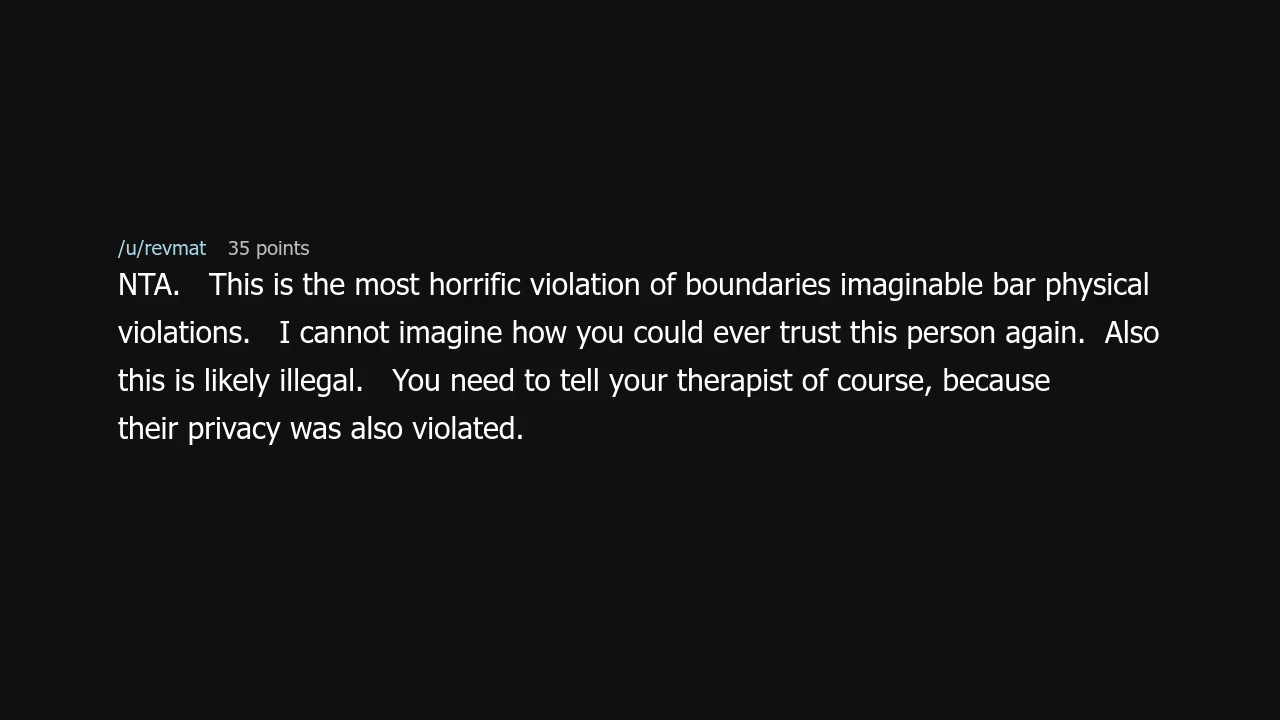 /u/revmat 35 points
NTA. This is the most horrific violation of boundaries imaginable bar physical
violations. I cannot imagine how you could ever trust this person again. Also
this is likely illegal. You need to tell your therapist of course, because
their privacy was also violated.